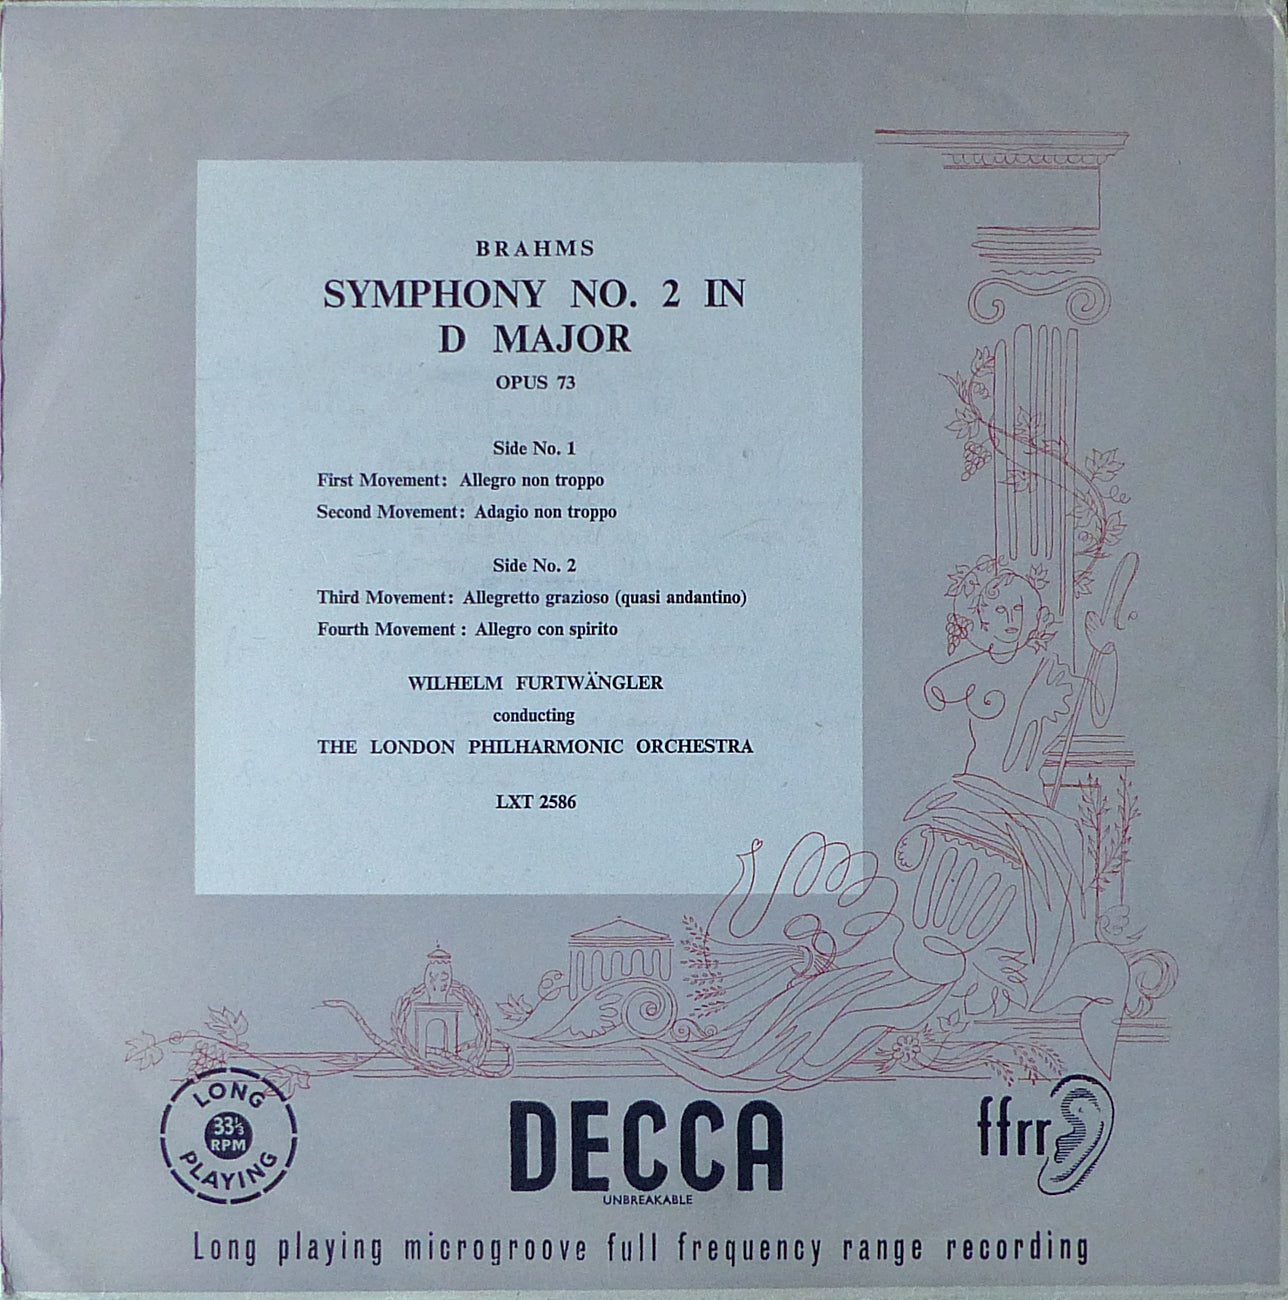 BRAHMS
SYMPHONY NO. 2 IN
D MAJOR
OPUS 73
Side No. 1
First Movement: Allegro non troppo
Second Movement: Adagio non troppo
Side No. 2
Third Movement: Allegretto grazioso (quasi andantino)
Fourth Movement : Allegro con spirito
WILHELM FURTWÄNGLER
conducting
THE LONDON PHILHARMONIC ORCHESTRA
LXT 2586
LONG
33⅓
RPM
PLAYING
DECCA
UNBREAKABLE
ffrr
Long playing microgroove full frequency range recording